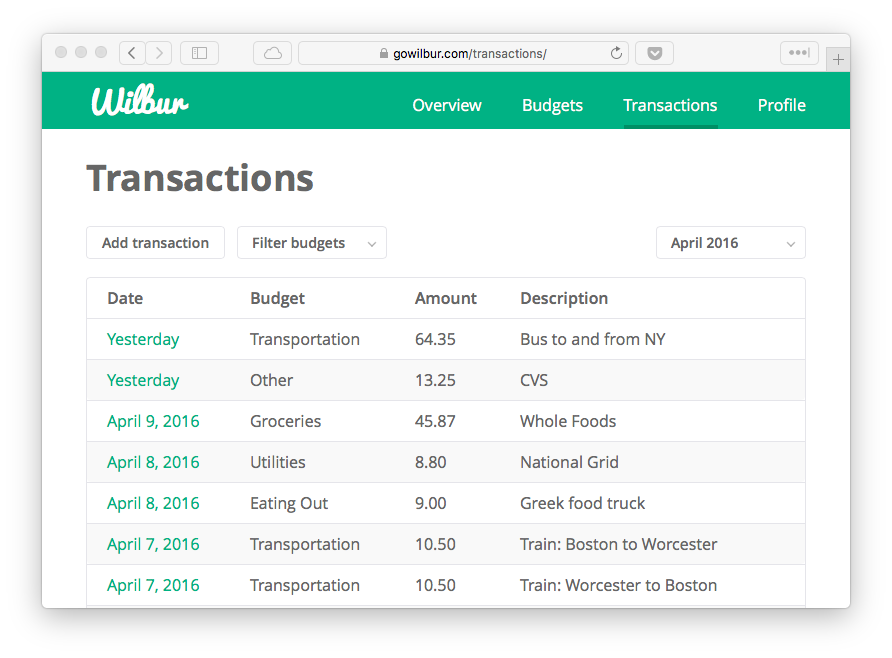 gowilbur.com/transactions/
Wilbur
Overview Budgets Transactions Profile
Transactions
Add transaction Filter budgets April 2016
Date Budget Amount Description
Yesterday Transportation 64.35 Bus to and from NY
Yesterday Other 13.25 CVS
April 9, 2016 Groceries 45.87 Whole Foods
April 8, 2016 Utilities 8.80 National Grid
April 8, 2016 Eating Out 9.00 Greek food truck
April 7, 2016 Transportation 10.50 Train: Boston to Worcester
April 7, 2016 Transportation 10.50 Train: Worcester to Boston